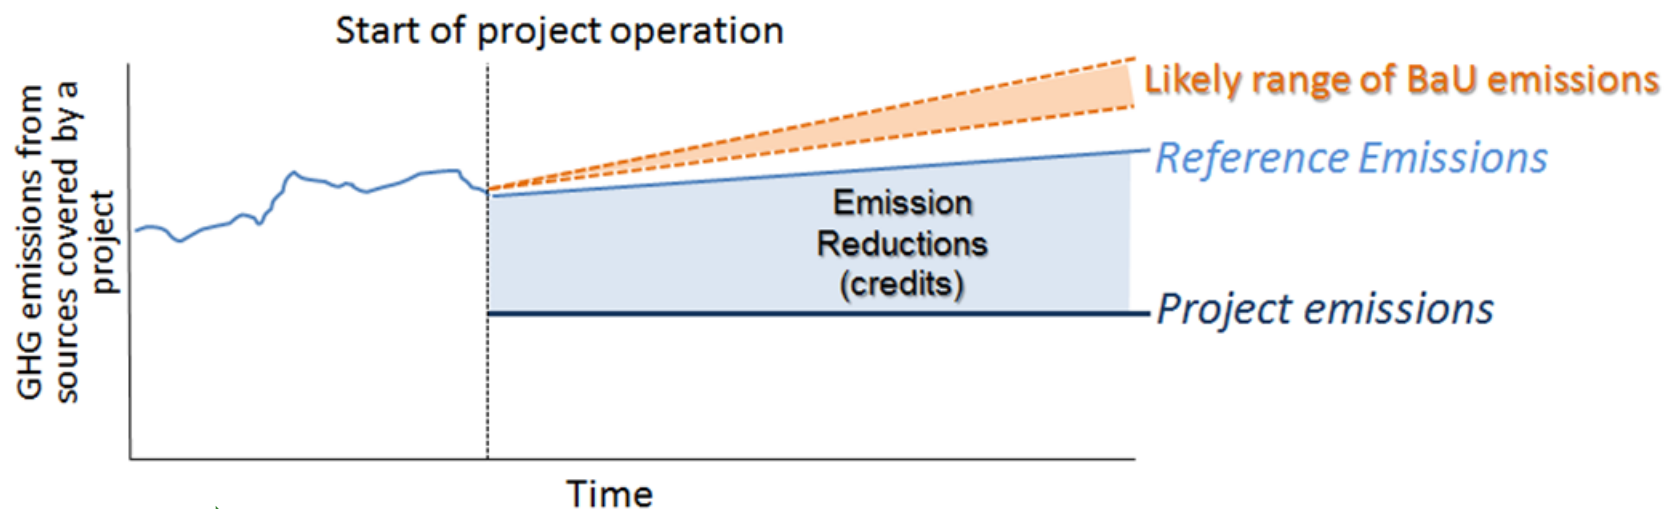 Start of project operation
GHG emissions from
sources covered by a
project
Likely range of BaU emissions
Reference Emissions
Emission
Reductions
(credits)
Project emissions
Time